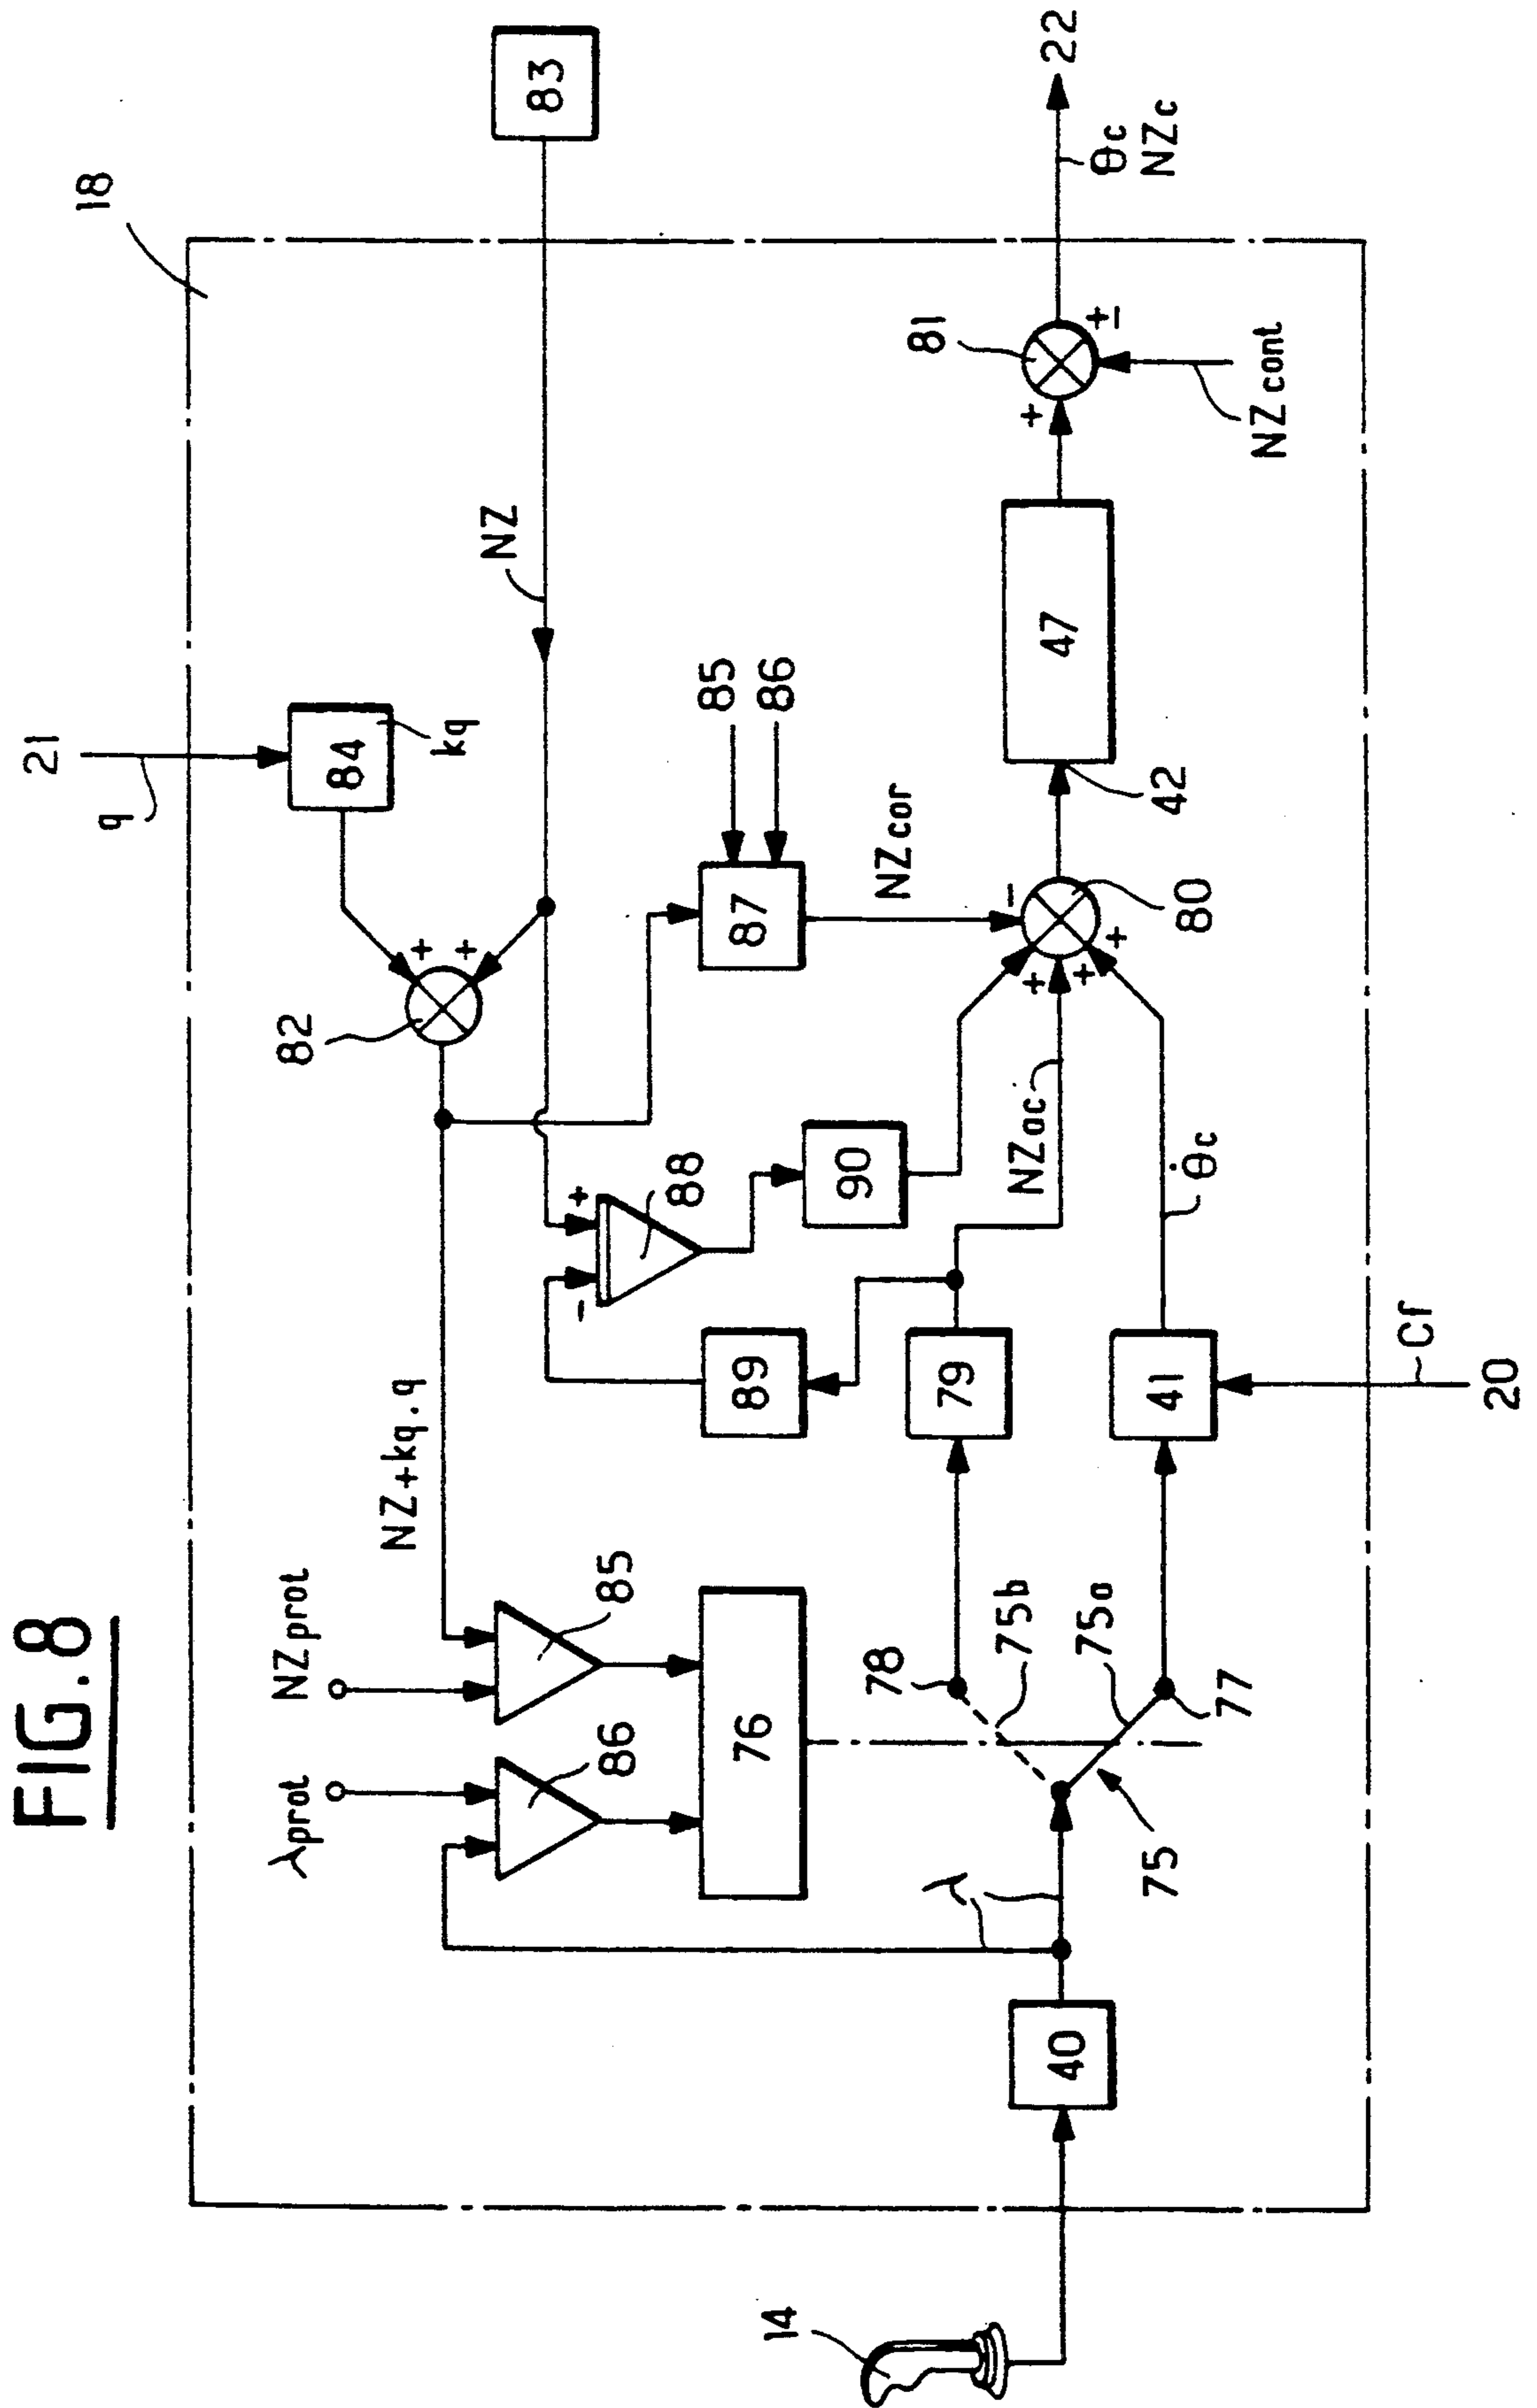 FIG.8
18
21
q
84
kq
82
83
NZ
NZ+kq.q
NZprot
λprot
85
86
76
85
86
87
NZcor
88
89
90
79
NZac
41
θ̇c
Cf
20
80
42
47
81
NZcont
θc
NZc
22
78
75b
75a
77
75
λ
40
14
+
+
+
-
-
+
+
+
+
±